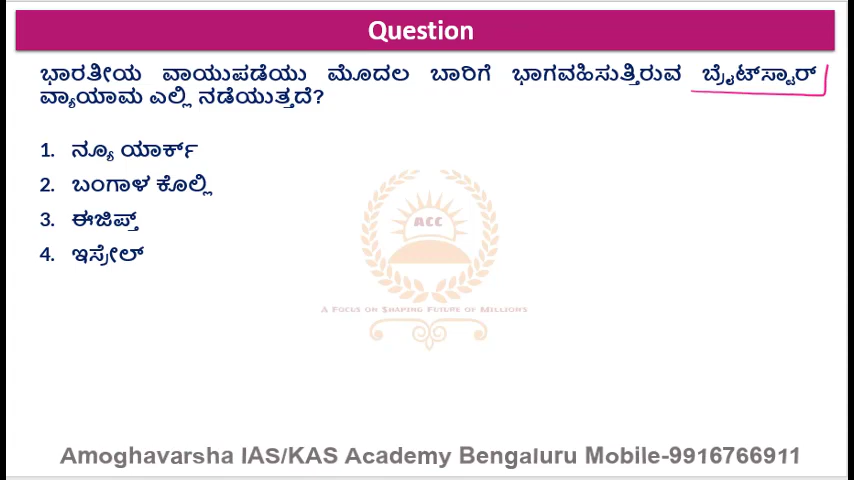 Question
ಭಾರತೀಯ ವಾಯುಪಡೆಯು ಮೊದಲ ಬಾರಿಗೆ ಭಾಗವಹಿಸುತ್ತಿರುವ ಬ್ರೈಟ್‌ಸ್ಟಾರ್
ವ್ಯಾಯಾಮ ಎಲ್ಲಿ ನಡೆಯುತ್ತದೆ?
1. ನ್ಯೂ ಯಾರ್ಕ್
2. ಬಂಗಾಳ ಕೊಲ್ಲಿ
3. ಈಜಿಪ್ತ್
4. ಇಸ್ರೇಲ್
ACC
A Focus on Shaping Future of Millions
Amoghavarsha IAS/KAS Academy Bengaluru Mobile-9916766911